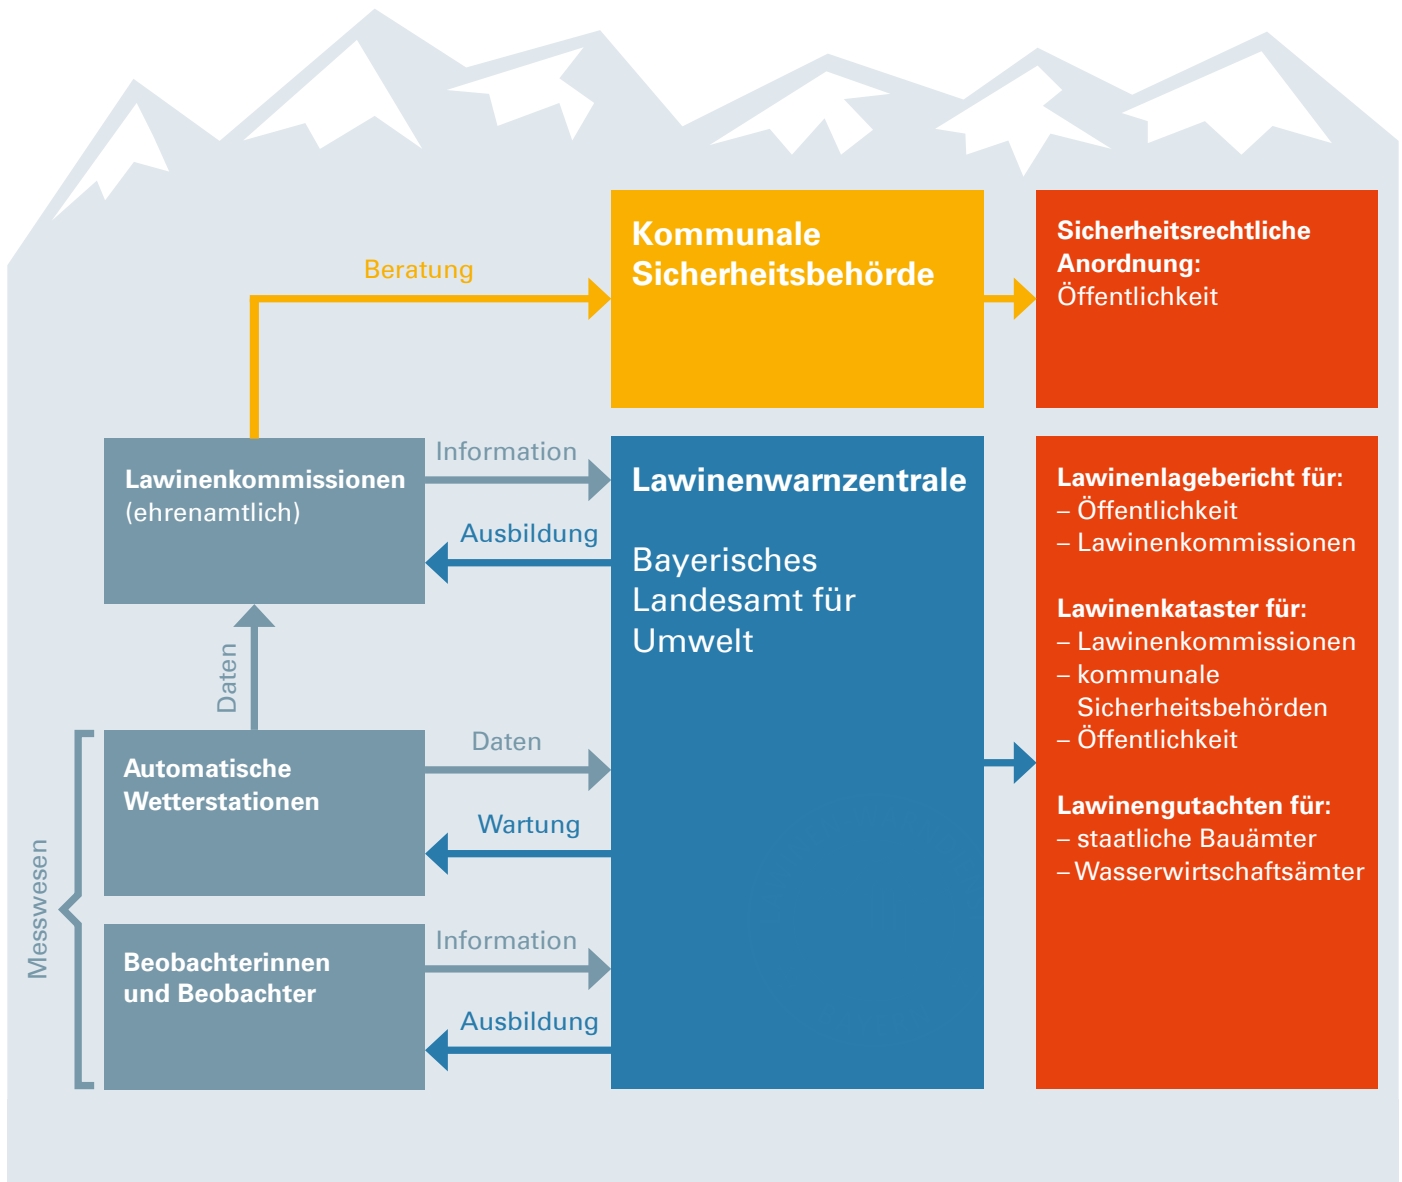 Kommunale
Sicherheitsbehörde
Sicherheitsrechtliche
Anordnung:
Öffentlichkeit
Beratung
Lawinenkommissionen
(ehrenamtlich)
Information
Ausbildung
Lawinenwarnzentrale
Bayerisches
Landesamt für
Umwelt
Lawinenlagebericht für:
– Öffentlichkeit
– Lawinenkommissionen
Lawinenkataster für:
– Lawinenkommissionen
– kommunale
Sicherheitsbehörden
– Öffentlichkeit
Lawinengutachten für:
– staatliche Bauämter
– Wasserwirtschaftsämter
Daten
Messwesen
Automatische
Wetterstationen
Daten
Wartung
Beobachterinnen
und Beobachter
Information
Ausbildung